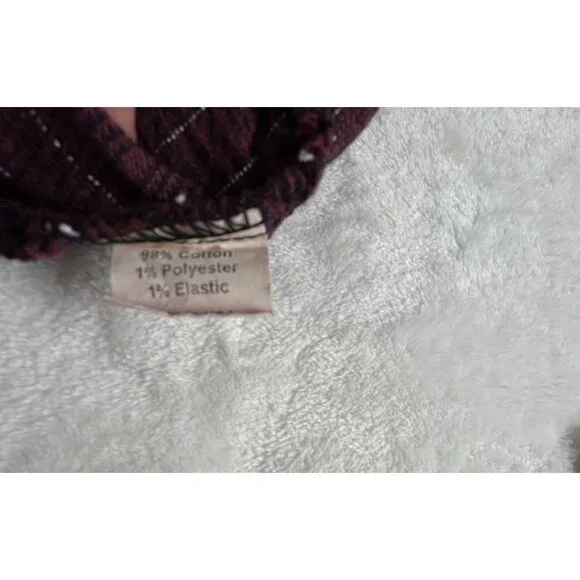 98% Cotton
1% Polyester
1% Elastic